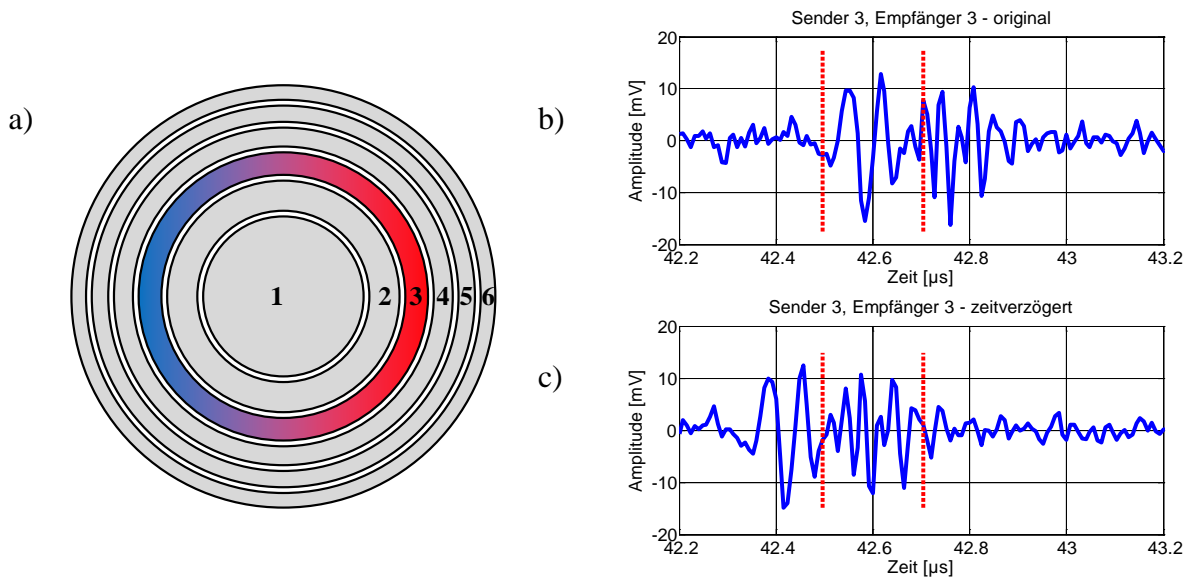 a)
1 2 3 4 5 6
b)
Sender 3, Empfänger 3 - original
Amplitude [mV]
20
10
0
-10
-20
42.2 42.4 42.6 42.8 43 43.2
Zeit [µs]
c)
Sender 3, Empfänger 3 - zeitverzögert
Amplitude [mV]
20
10
0
-10
-20
42.2 42.4 42.6 42.8 43 43.2
Zeit [µs]